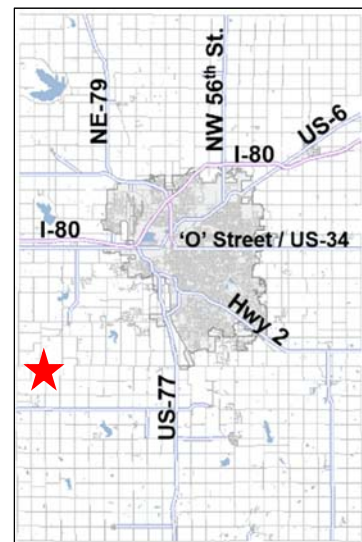 NE-79
NW 56th St.
US-6
I-80
I-80
'O' Street / US-34
Hwy 2
US-77